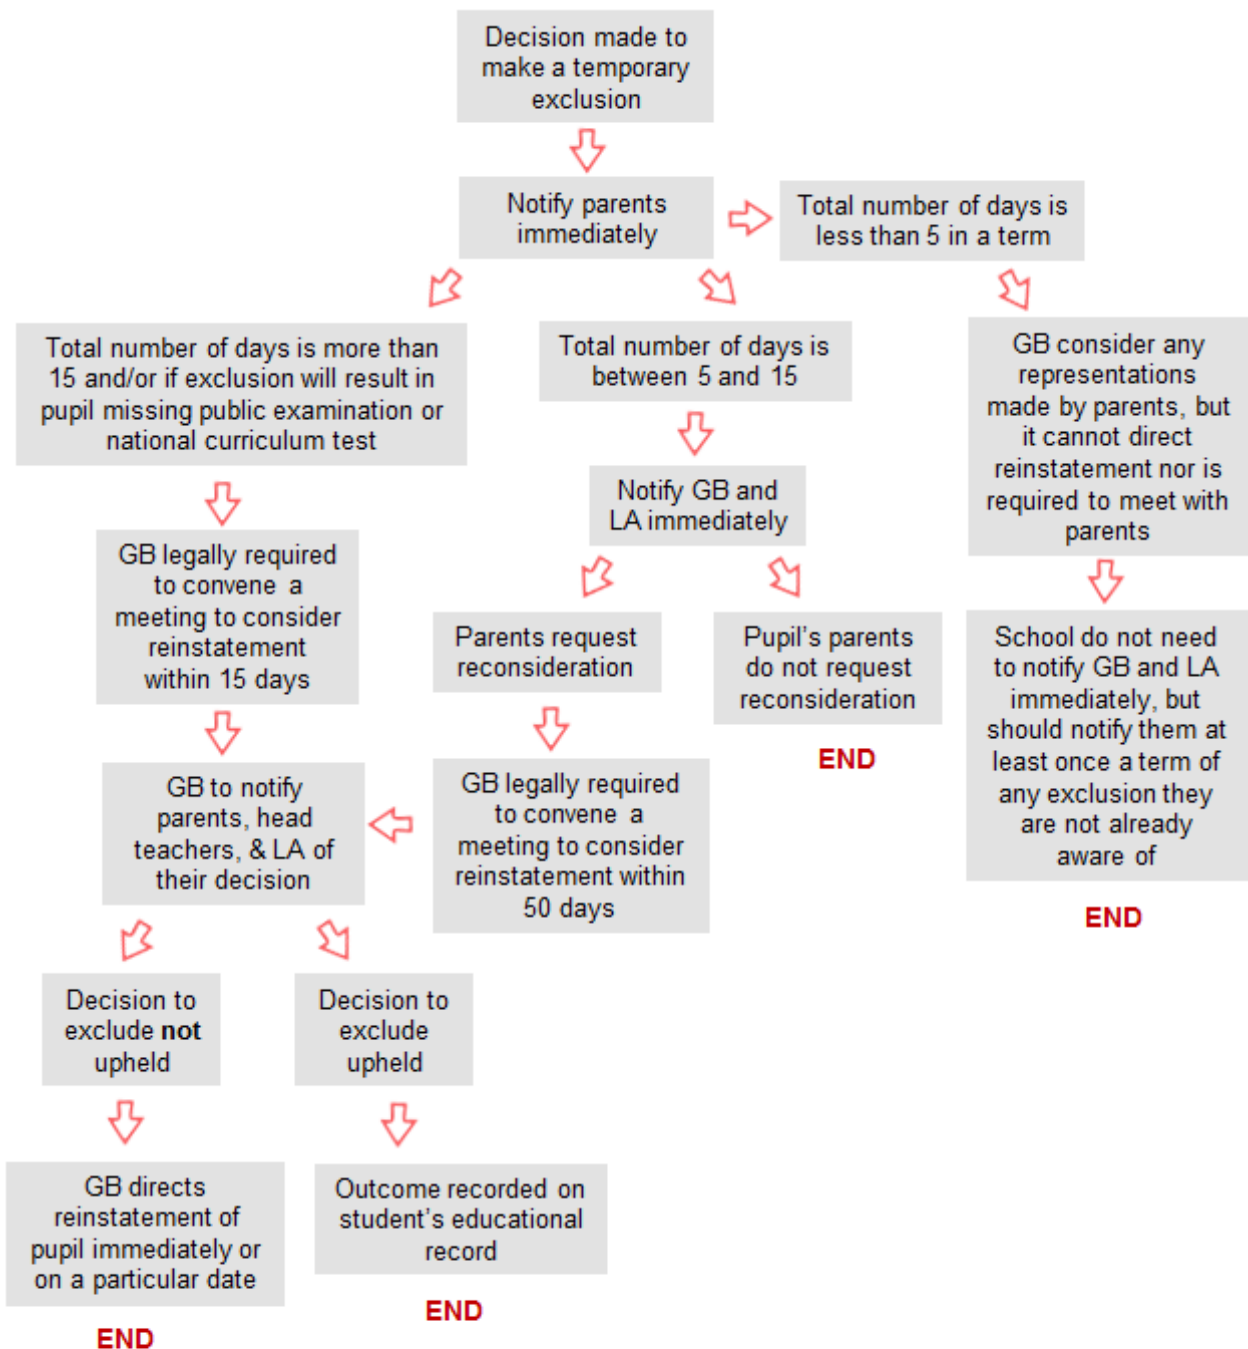 Decision made to
make a temporary
exclusion
Notify parents
immediately
Total number of days is
less than 5 in a term
Total number of days is more than
15 and/or if exclusion will result in
pupil missing public examination or
national curriculum test
Total number of days is
between 5 and 15
GB consider any
representations
made by parents, but
it cannot direct
reinstatement nor is
required to meet with
parents
Notify GB and
LA immediately
GB legally required
to convene a
meeting to consider
reinstatement
within 15 days
Parents request
reconsideration
Pupil's parents
do not request
reconsideration
END
School do not need
to notify GB and LA
immediately, but
should notify them at
least once a term of
any exclusion they
are not already
aware of
END
GB to notify
parents, head
teachers, & LA of
their decision
GB legally required
to convene a
meeting to consider
reinstatement within
50 days
Decision to
exclude not
upheld
Decision to
exclude
upheld
GB directs
reinstatement of
pupil immediately or
on a particular date
END
Outcome recorded on
student's educational
record
END